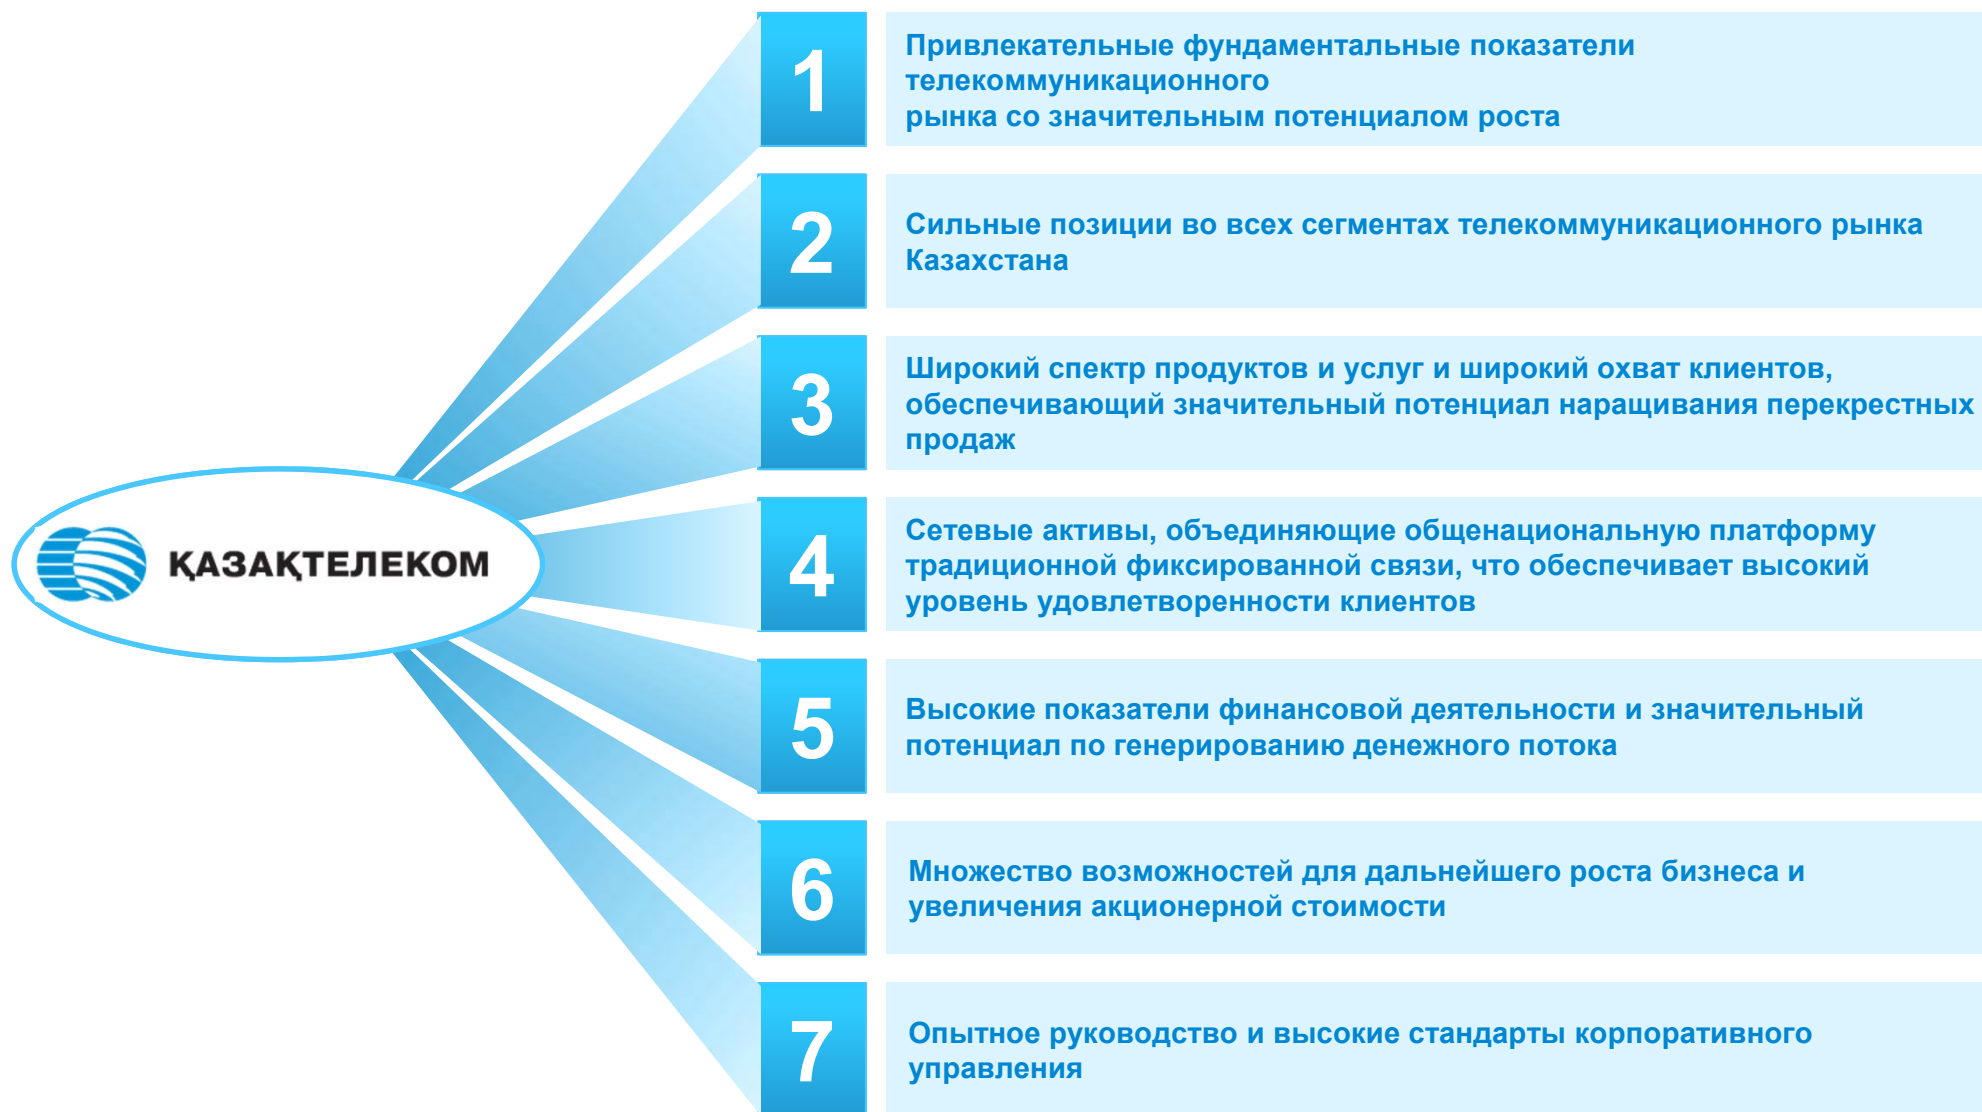 1
Привлекательные фундаментальные показатели
телекоммуникационного
рынка со значительным потенциалом роста
2
Сильные позиции во всех сегментах телекоммуникационного рынка
Казахстана
3
Широкий спектр продуктов и услуг и широкий охват клиентов,
обеспечивающий значительный потенциал наращивания перекрестных
продаж
ҚАЗАҚТЕЛЕКОМ
4
Сетевые активы, объединяющие общенациональную платформу
традиционной фиксированной связи, что обеспечивает высокий
уровень удовлетворенности клиентов
5
Высокие показатели финансовой деятельности и значительный
потенциал по генерированию денежного потока
6
Множество возможностей для дальнейшего роста бизнеса и
увеличения акционерной стоимости
7
Опытное руководство и высокие стандарты корпоративного
управления